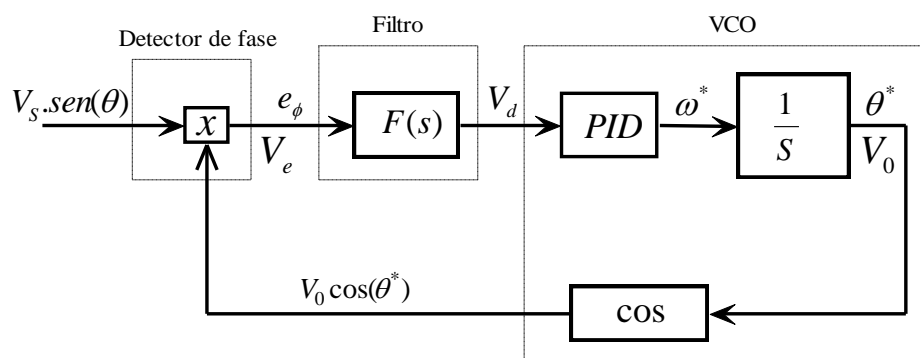 Detector de fase
Filtro
VCO
V_S.sen(θ)
x
e_ϕ
V_e
F(s)
V_d
PID
ω*
1/S
θ*
V_0
V_0 cos(θ*)
cos